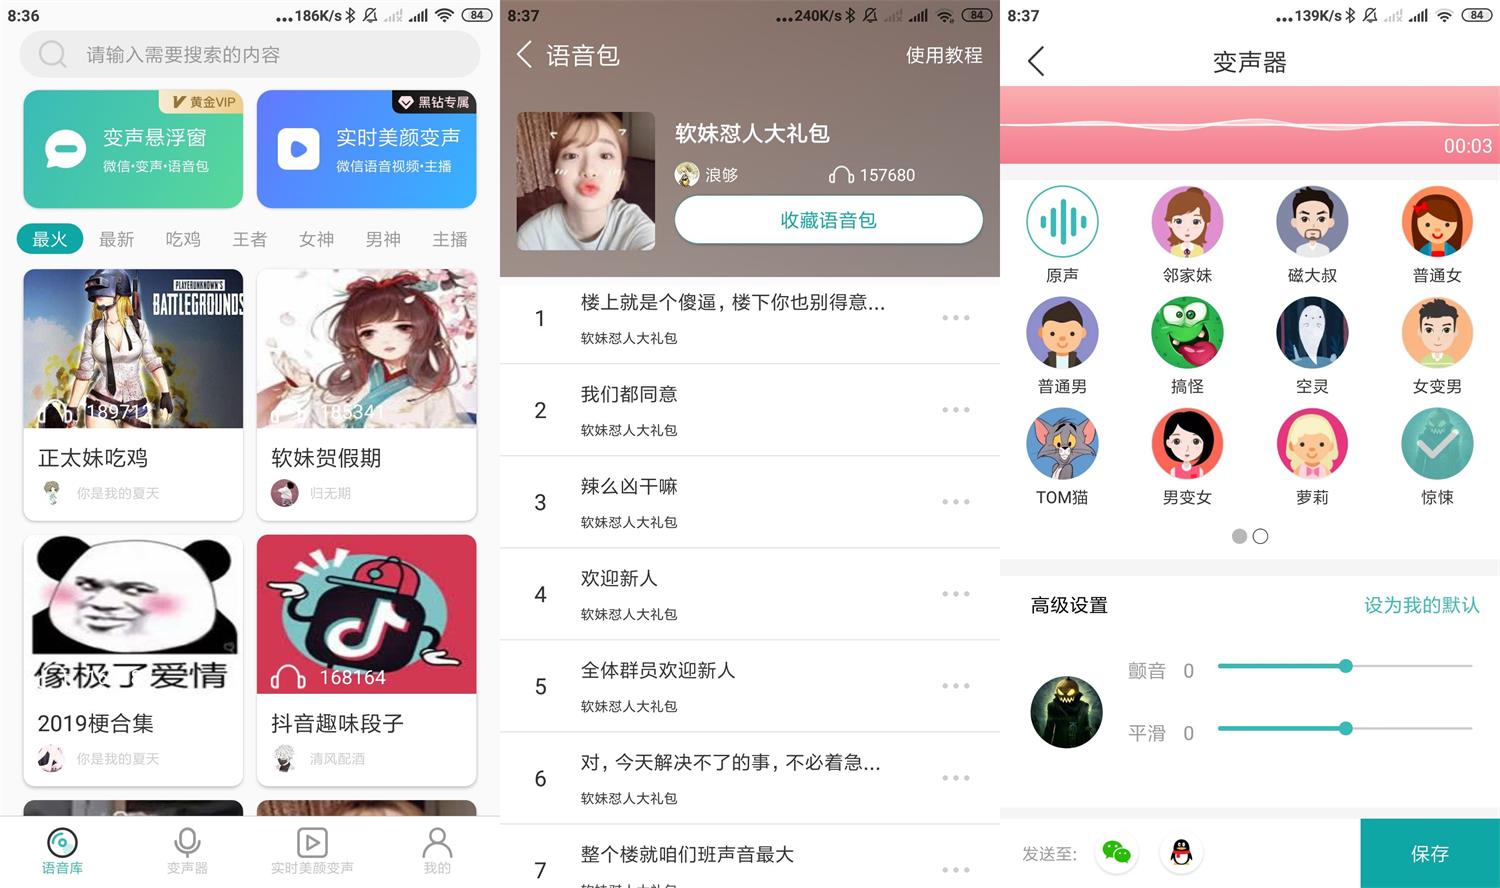 8:36
...186K/s 84
请输入需要搜索的内容
黄金VIP
变声悬浮窗
微信·变声·语音包
黑钻专属
实时美颜变声
微信语音视频·主播
最火 最新 吃鸡 王者 女神 男神 主播
PLAYERUNKNOWN'S
BATTLEGROUNDS
189712
正太妹吃鸡
你是我的夏天
185341
软妹贺假期
归无期
像极了爱情
2019梗合集
你是我的夏天
168164
抖音趣味段子
清风配酒
语音库 变声器 实时美颜变声 我的
8:37
...240K/s 84
语音包
使用教程
软妹怼人大礼包
浪够
157680
收藏语音包
1
楼上就是个傻逼，楼下你也别得意...
软妹怼人大礼包
2
我们都同意
软妹怼人大礼包
3
辣么凶干嘛
软妹怼人大礼包
4
欢迎新人
软妹怼人大礼包
5
全体群员欢迎新人
软妹怼人大礼包
6
对，今天解决不了的事，不必着急...
软妹怼人大礼包
7
整个楼就咱们班声音最大
8:37
...139K/s 84
变声器
00:03
原声 邻家妹 磁大叔 普通女
普通男 搞怪 空灵 女变男
TOM猫 男变女 萝莉 惊悚
高级设置
设为我的默认
颤音 0
平滑 0
发送至:
保存